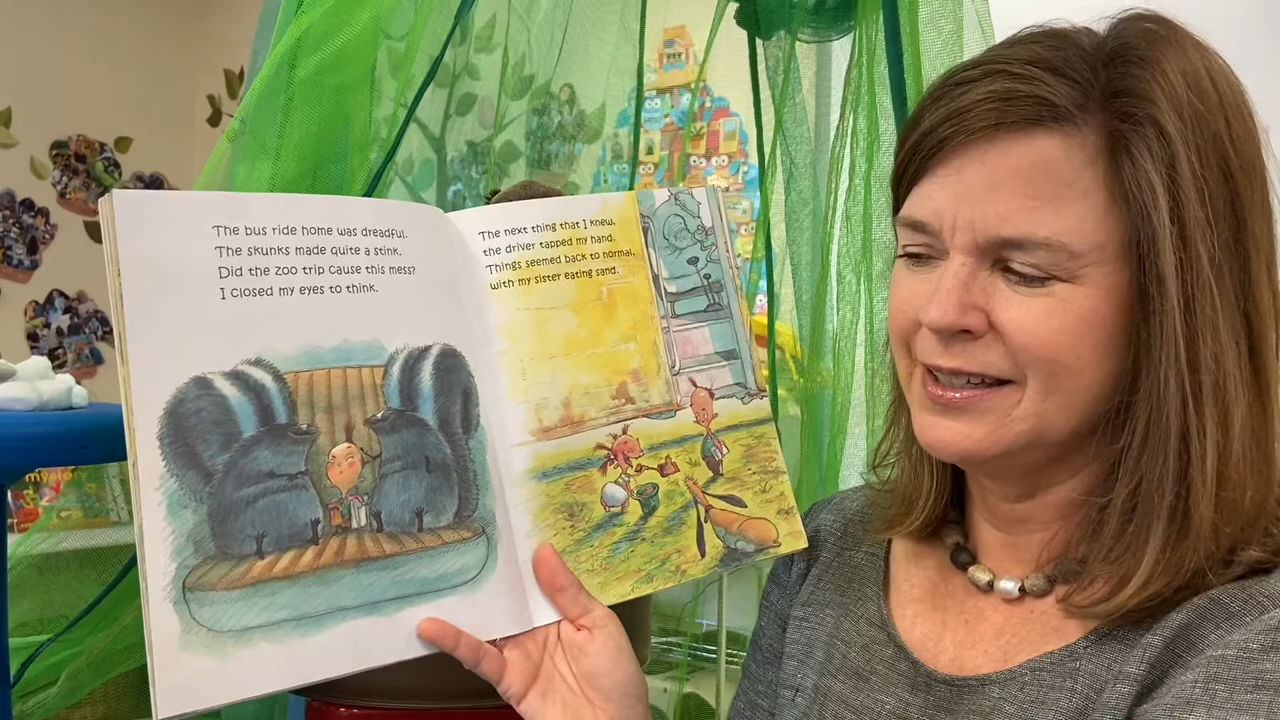 The bus ride home was dreadful.
The skunks made quite a stink.
Did the zoo trip cause this mess?
I closed my eyes to think.
The next thing that I knew,
the driver tapped my hand.
Things seemed back to normal,
with my sister eating sand.